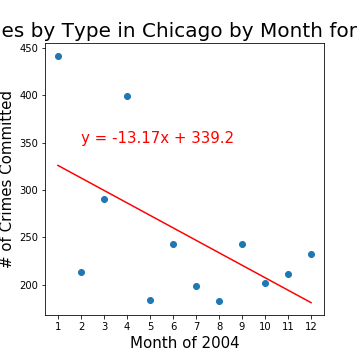 es by Type in Chicago by Month for
450
400
350
300
250
200
# of Crimes Committed
y = -13.17x + 339.2
1 2 3 4 5 6 7 8 9 10 11 12
Month of 2004